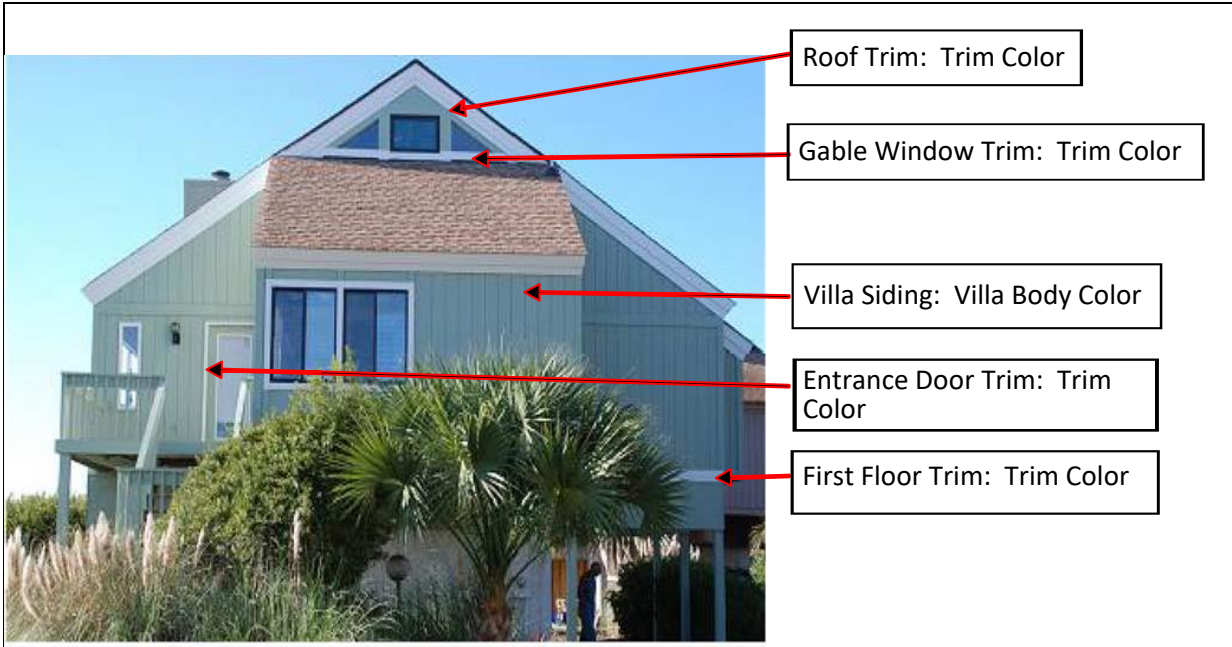 Roof Trim:  Trim Color
Gable Window Trim:  Trim Color
Villa Siding:  Villa Body Color
Entrance Door Trim:  Trim
Color
First Floor Trim:  Trim Color